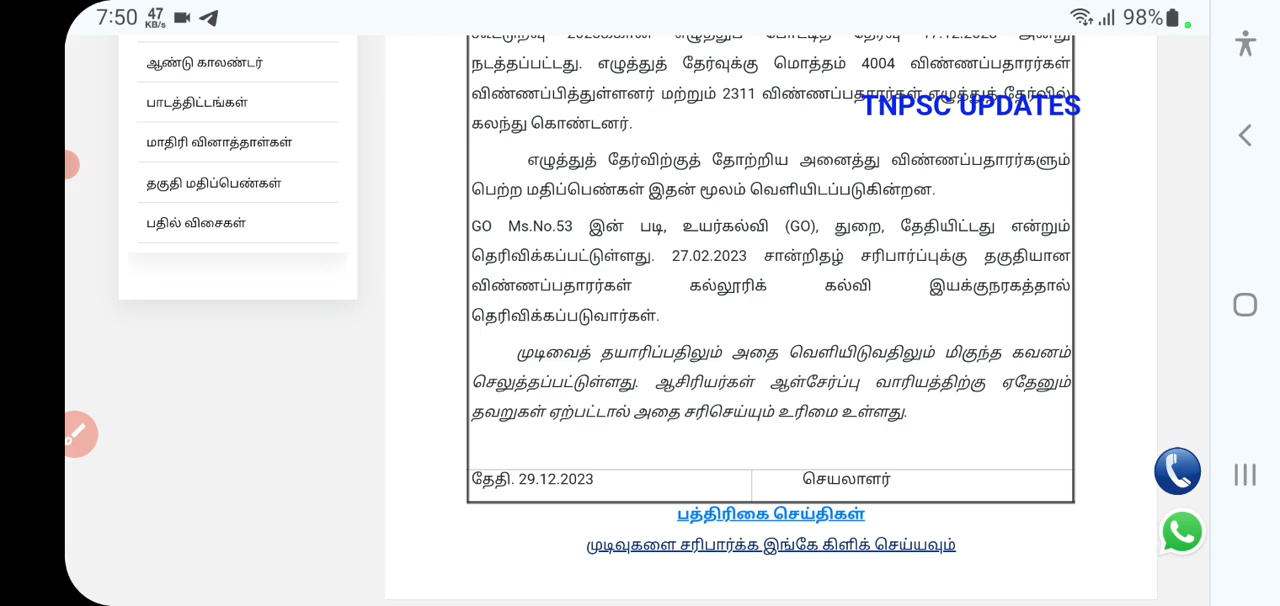 7:50 47 KB/s 98%
ஆண்டு காலண்டர்
பாடத்திட்டங்கள்
மாதிரி வினாத்தாள்கள்
தகுதி மதிப்பெண்கள்
பதில் விசைகள்
நடத்தப்பட்டது. எழுத்துத் தேர்வுக்கு மொத்தம் 4004 விண்ணப்பதாரர்கள்
விண்ணப்பித்துள்ளனர் மற்றும் 2311 விண்ணப்பதாரர்கள் எழுத்துத் தேர்வில்
TNPSC UPDATES
கலந்து கொண்டனர்.
எழுத்துத் தேர்விற்குத் தோற்றிய அனைத்து விண்ணப்பதாரர்களும்
பெற்ற மதிப்பெண்கள் இதன் மூலம் வெளியிடப்படுகின்றன.
GO Ms.No.53 இன் படி, உயர்கல்வி (GO), துறை, தேதியிட்டது என்றும்
தெரிவிக்கப்பட்டுள்ளது. 27.02.2023 சான்றிதழ் சரிபார்ப்புக்கு தகுதியான
விண்ணப்பதாரர்கள் கல்லூரிக் கல்வி இயக்குநரகத்தால்
தெரிவிக்கப்படுவார்கள்.
முடிவைத் தயாரிப்பதிலும் அதை வெளியிடுவதிலும் மிகுந்த கவனம்
செலுத்தப்பட்டுள்ளது. ஆசிரியர்கள் ஆள்சேர்ப்பு வாரியத்திற்கு ஏதேனும்
தவறுகள் ஏற்பட்டால் அதை சரிசெய்யும் உரிமை உள்ளது.
தேதி. 29.12.2023 செயலாளர்
பத்திரிகை செய்திகள்
முடிவுகளை சரிபார்க்க இங்கே கிளிக் செய்யவும்